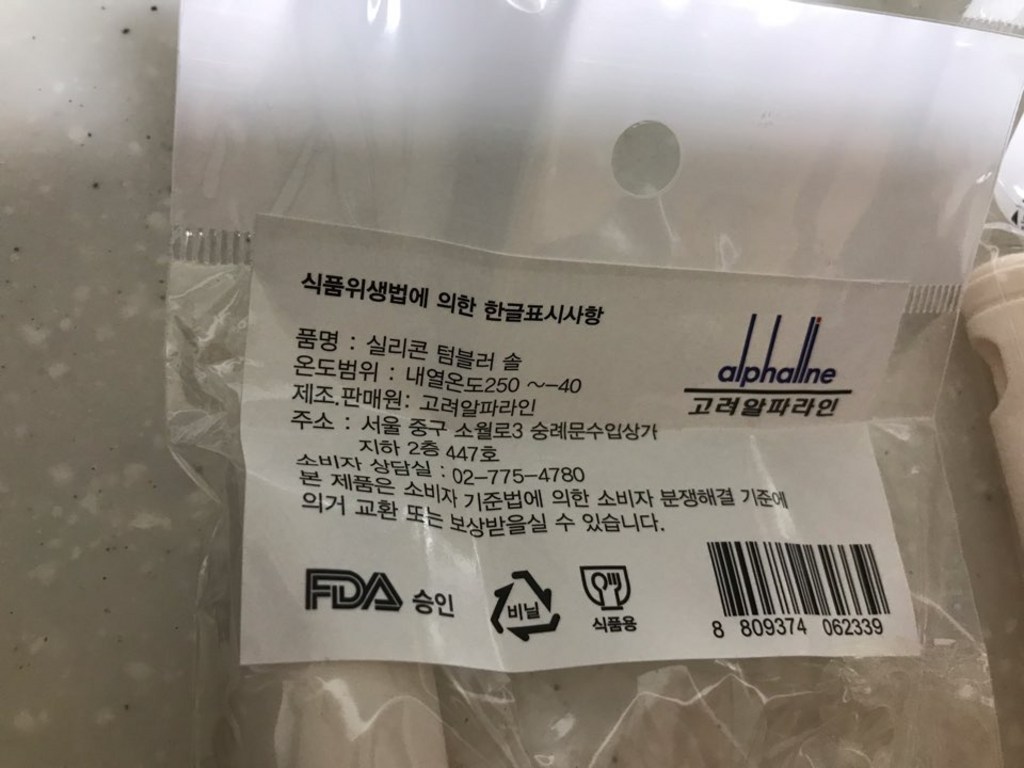 식품위생법에 의한 한글표시사항
품명 : 실리콘 텀블러 솔
온도범위 : 내열온도250 ~-40
제조.판매원: 고려알파라인
주소 : 서울 중구 소월로3 숭례문수입상가
지하 2층 447호
소비자 상담실 : 02-775-4780
본 제품은 소비자 기준법에 의한 소비자 분쟁해결 기준에
의거 교환 또는 보상받을실 수 있습니다.
alphaline
고려알파라인
FDA 승인
비닐
식품용
8 809374 062339